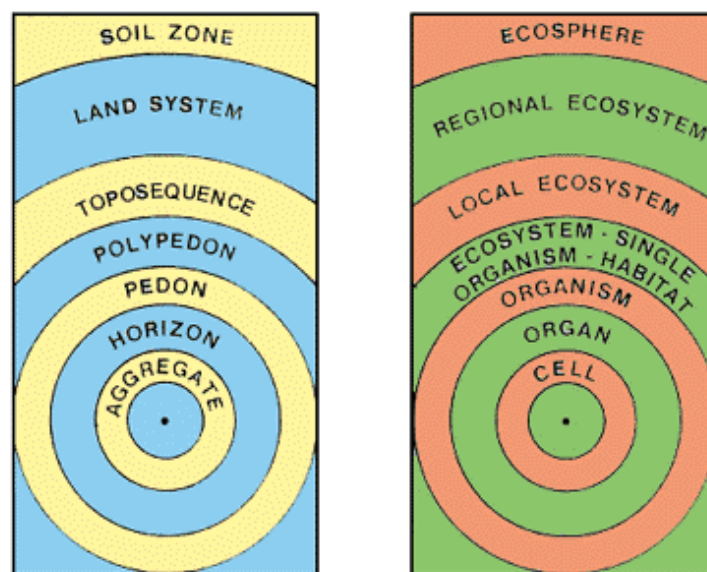 SOIL ZONE
LAND SYSTEM
TOPOSEQUENCE
POLYPEDON
PEDON
HORIZON
AGGREGATE
ECOSPHERE
REGIONAL ECOSYSTEM
LOCAL ECOSYSTEM
ECOSYSTEM - SINGLE
ORGANISM - HABITAT
ORGANISM
ORGAN
CELL